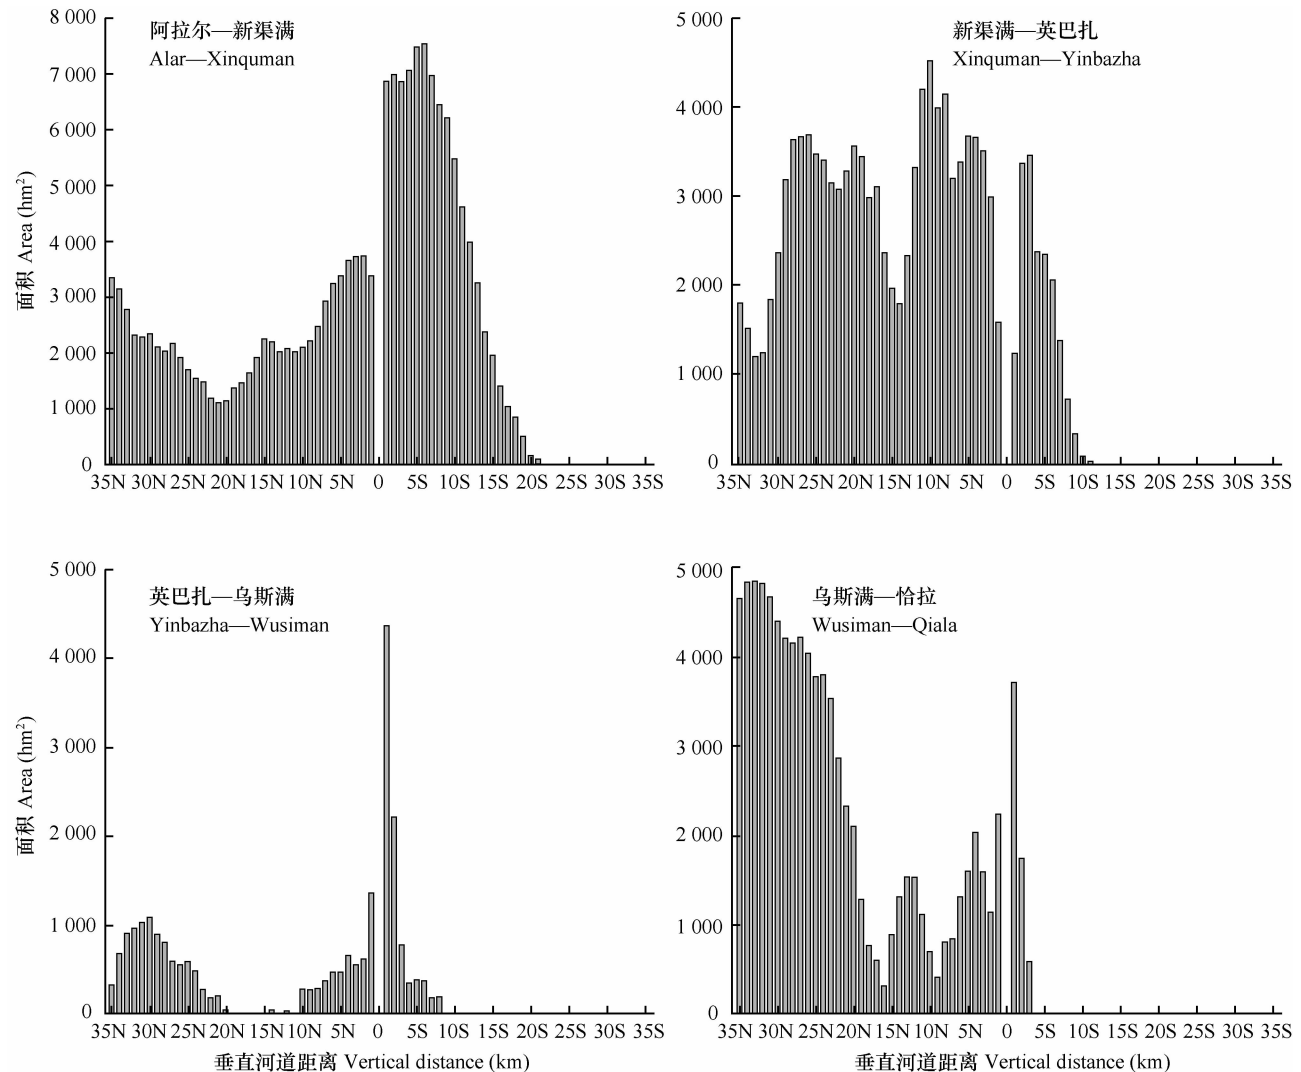 8 000
7 000
6 000
5 000
4 000
3 000
2 000
1 000
0
面积 Area (hm²)
阿拉尔—新渠满
Alar—Xinquman
35N 30N 25N 20N 15N 10N 5N 0 5S 10S 15S 20S 25S 30S 35S
5 000
4 000
3 000
2 000
1 000
0
新渠满—英巴扎
Xinquman—Yinbazha
35N 30N 25N 20N 15N 10N 5N 0 5S 10S 15S 20S 25S 30S 35S
5 000
4 000
3 000
2 000
1 000
0
面积 Area (hm²)
英巴扎—乌斯满
Yinbazha—Wusiman
35N 30N 25N 20N 15N 10N 5N 0 5S 10S 15S 20S 25S 30S 35S
垂直河道距离 Vertical distance (km)
5 000
4 000
3 000
2 000
1 000
0
乌斯满—恰拉
Wusiman—Qiala
35N 30N 25N 20N 15N 10N 5N 0 5S 10S 15S 20S 25S 30S 35S
垂直河道距离 Vertical distance (km)